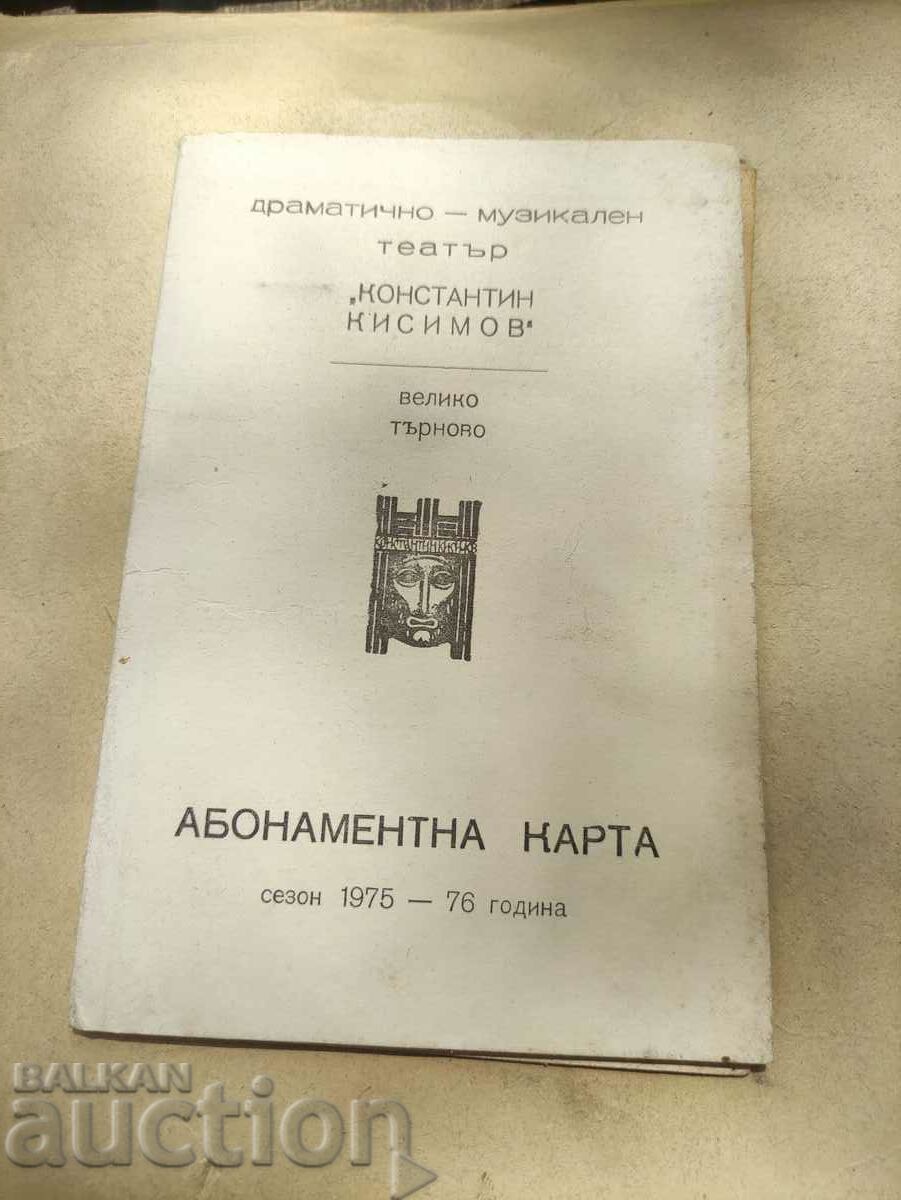 драматично — музикален
театър
„КОНСТАНТИН
КИСИМОВ"
велико
търново
АБОНАМЕНТНА КАРТА
сезон 1975 — 76 година
BALKAN
auction